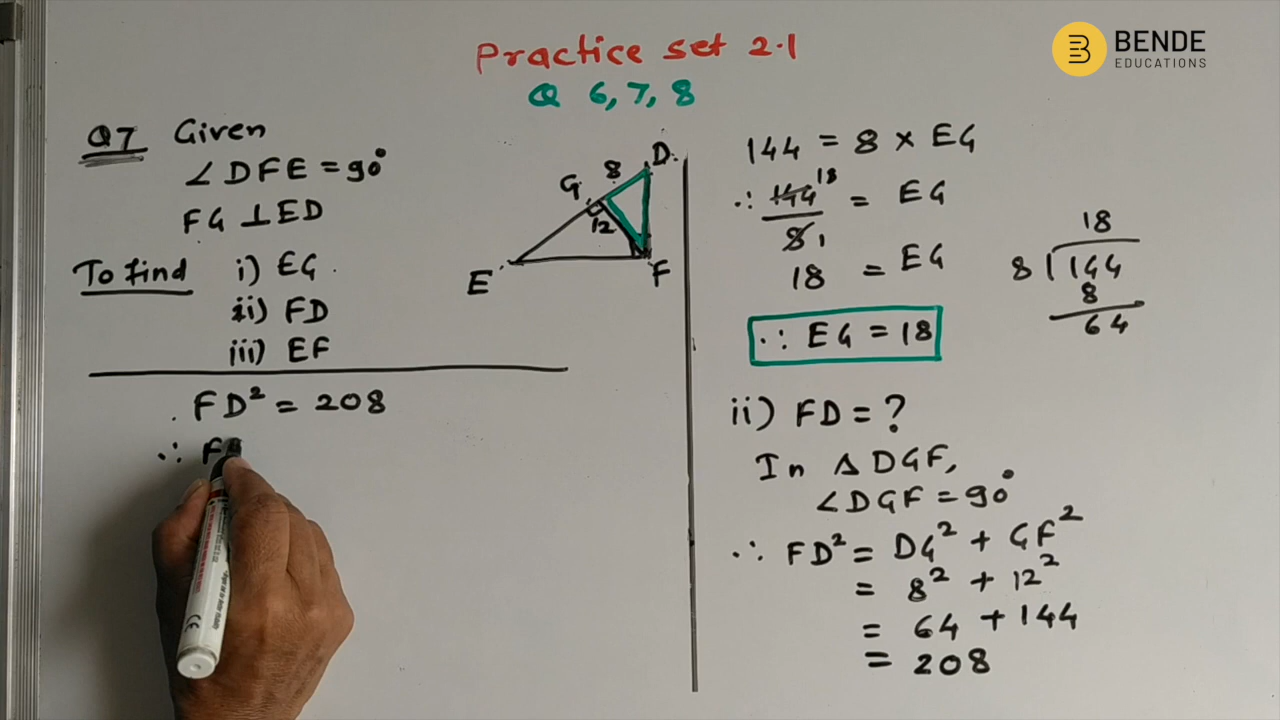 Practice set 2.1
Q 6, 7, 8
BENDE
EDUCATIONS
Q7 Given
∠DFE = 90°
FG ⊥ ED
To find i) EG
ii) FD
iii) EF
D
8
G
12
E
F
FD² = 208
∴ F
144 = 8 × EG
∴ 144 18 = EG
8 1
18 = EG
∴ EG = 18
18
8 144
8
64
ii) FD = ?
In Δ DGF,
∠DGF = 90°
∴ FD² = DG² + GF²
= 8² + 12²
= 64 + 144
= 208